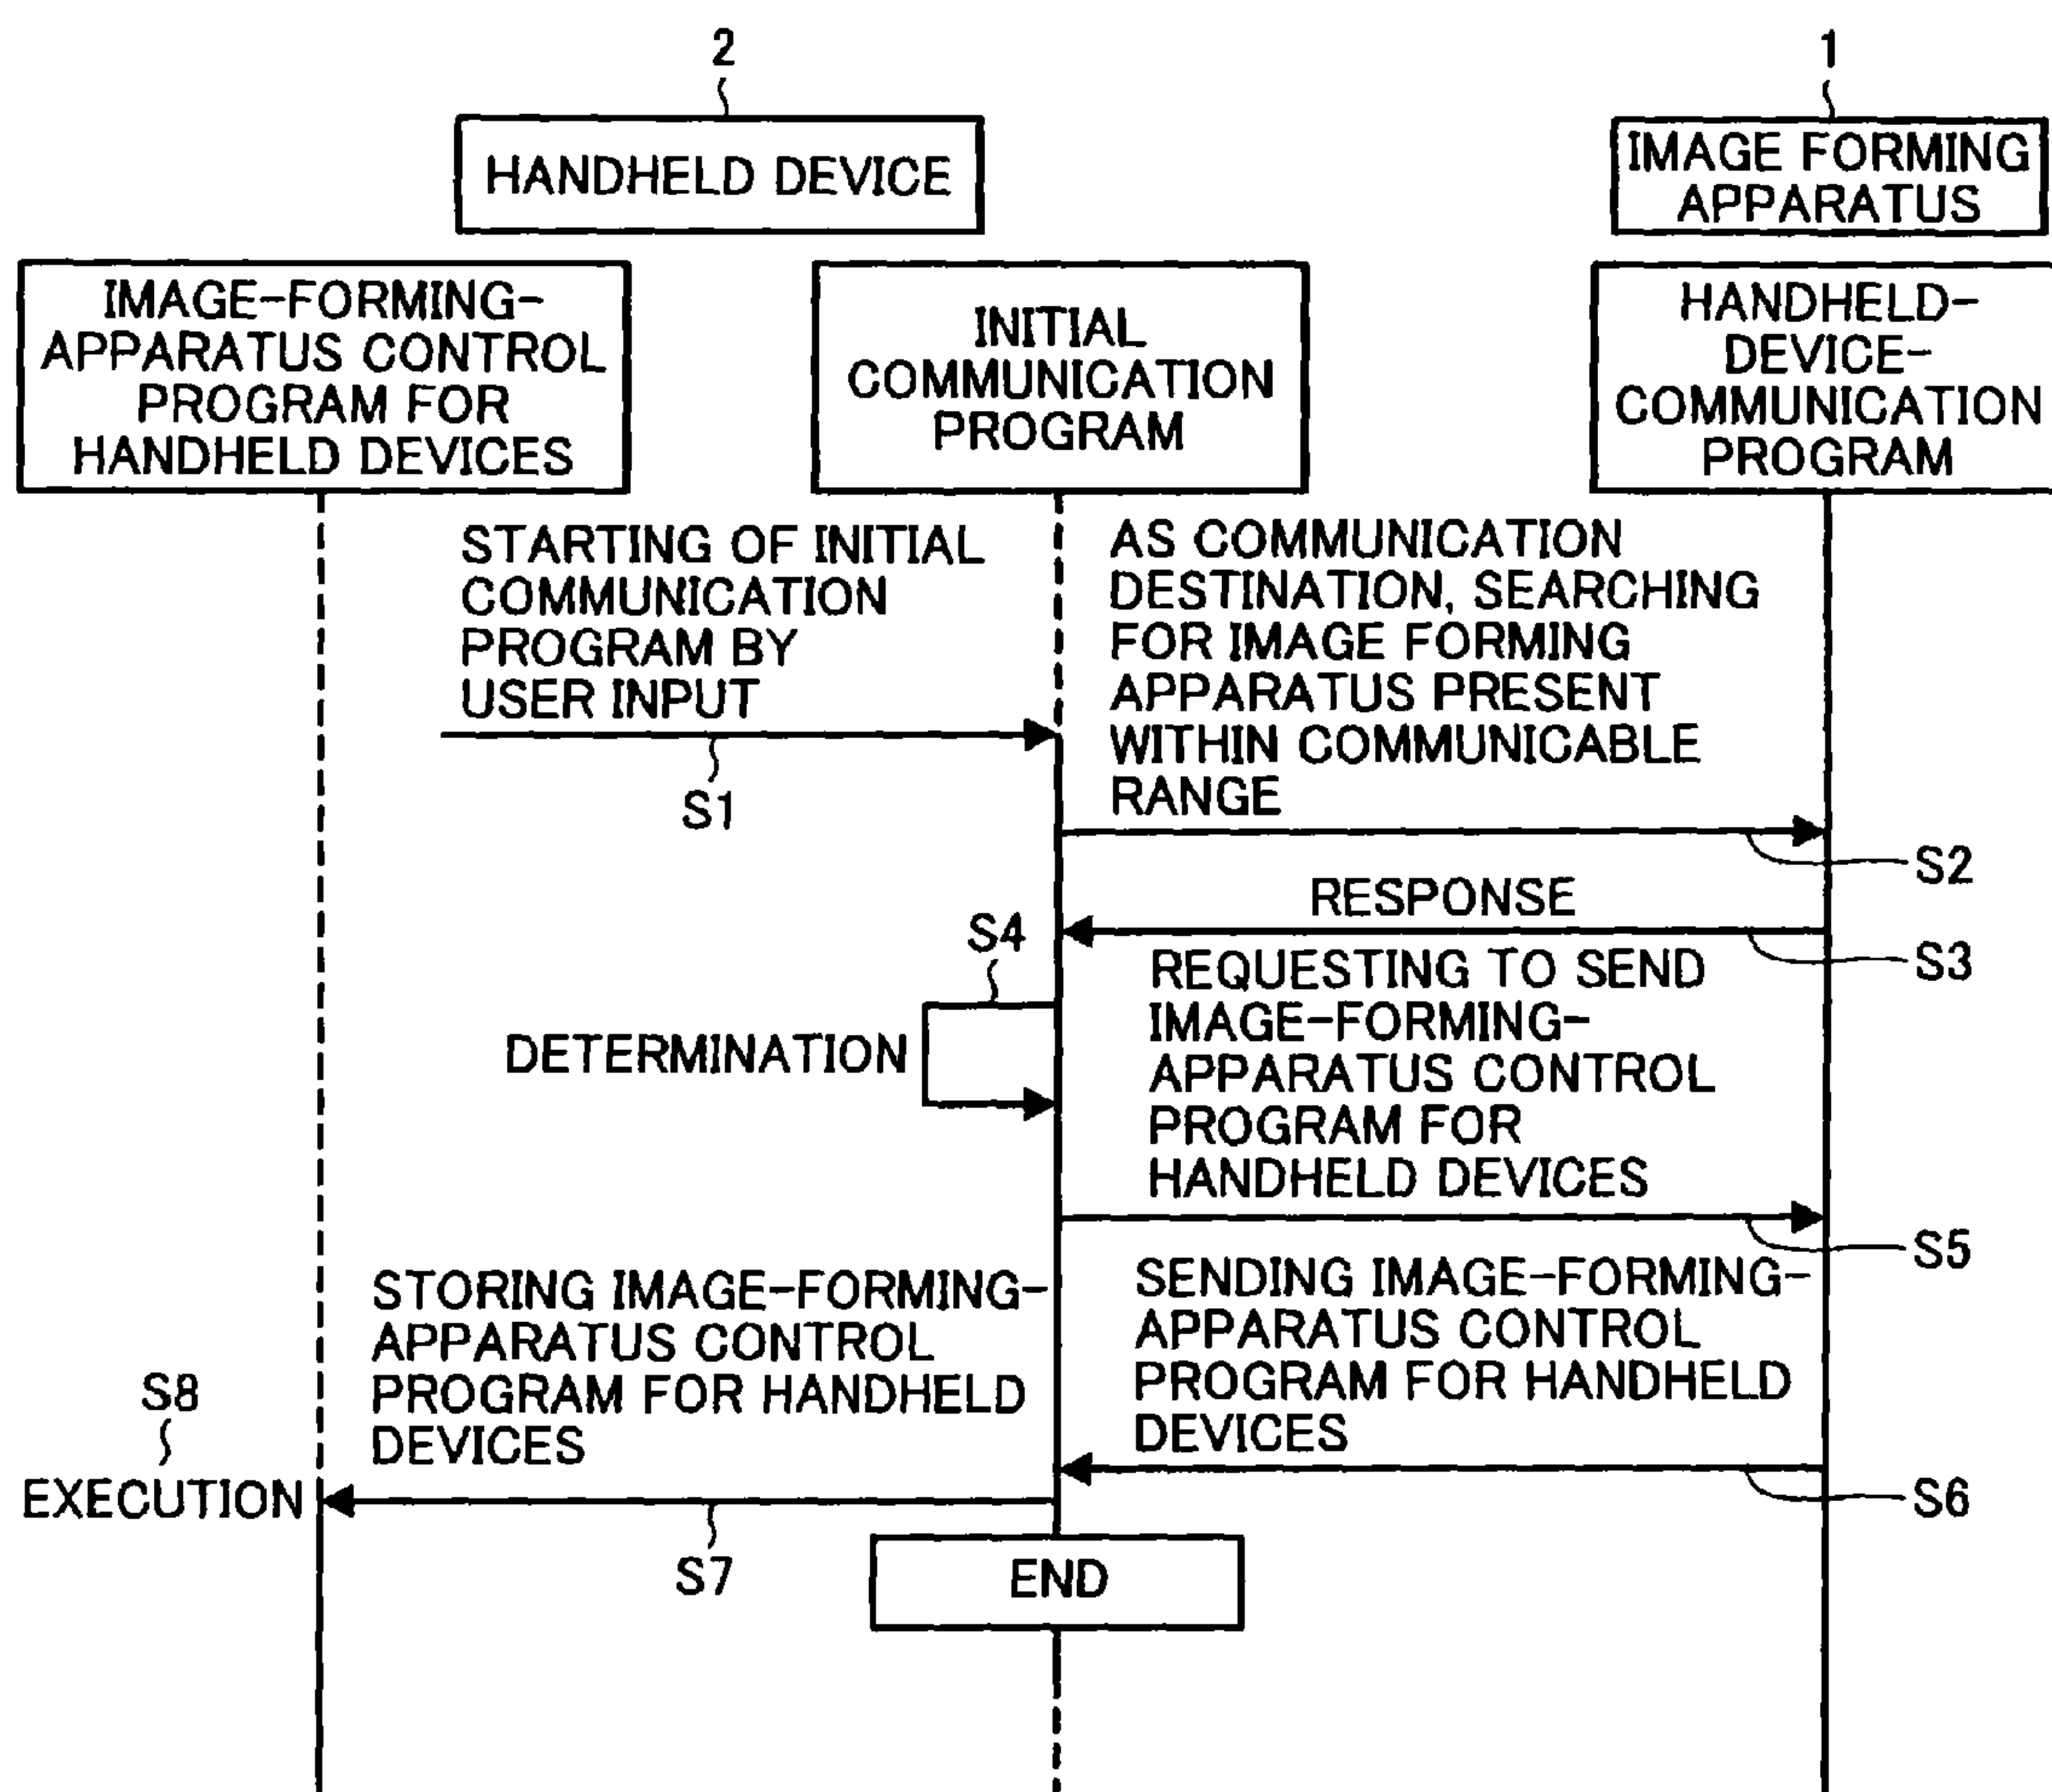 2
1
HANDHELD DEVICE
IMAGE FORMING
APPARATUS
IMAGE-FORMING-
APPARATUS CONTROL
PROGRAM FOR
HANDHELD DEVICES
INITIAL
COMMUNICATION
PROGRAM
HANDHELD-
DEVICE-
COMMUNICATION
PROGRAM
STARTING OF INITIAL
COMMUNICATION
PROGRAM BY
USER INPUT
S1
AS COMMUNICATION
DESTINATION, SEARCHING
FOR IMAGE FORMING
APPARATUS PRESENT
WITHIN COMMUNICABLE
RANGE
S2
RESPONSE
S3
S4
DETERMINATION
REQUESTING TO SEND
IMAGE-FORMING-
APPARATUS CONTROL
PROGRAM FOR
HANDHELD DEVICES
S5
SENDING IMAGE-FORMING-
APPARATUS CONTROL
PROGRAM FOR HANDHELD
DEVICES
S6
STORING IMAGE-FORMING-
APPARATUS CONTROL
PROGRAM FOR HANDHELD
DEVICES
S7
S8
EXECUTION
END